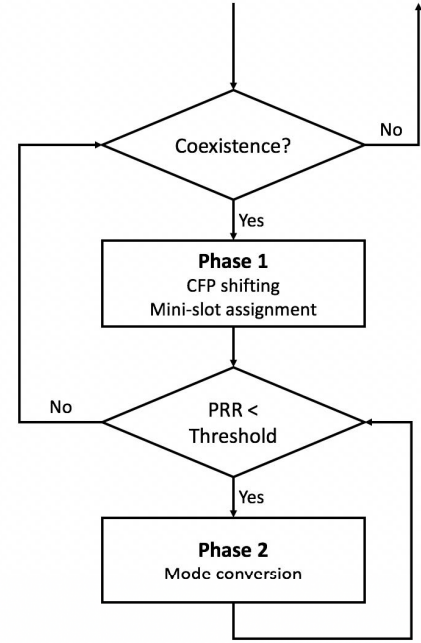 Coexistence?
No
Yes
Phase 1
CFP shifting
Mini-slot assignment
No
PRR <
Threshold
Yes
Phase 2
Mode conversion